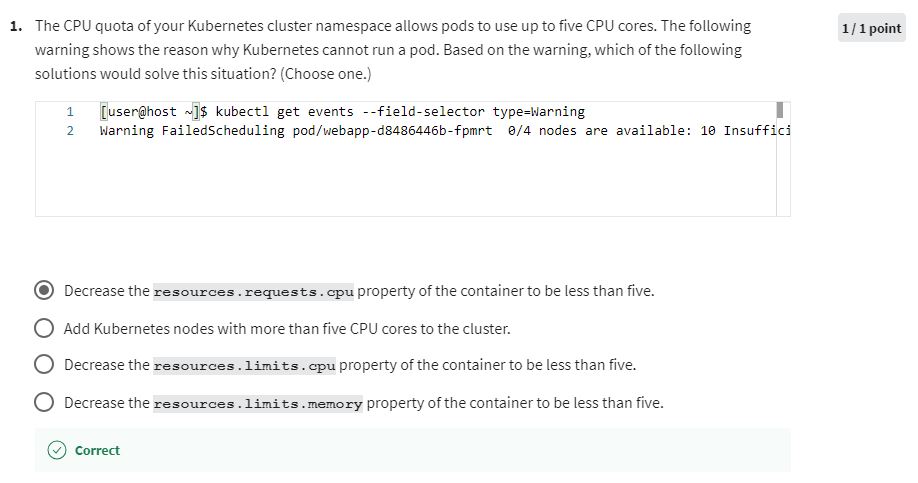 1. The CPU quota of your Kubernetes cluster namespace allows pods to use up to five CPU cores. The following
1 / 1 point
warning shows the reason why Kubernetes cannot run a pod. Based on the warning, which of the following
solutions would solve this situation? (Choose one.)
1 [user@host ~]$ kubectl get events --field-selector type=Warning
2 Warning FailedScheduling pod/webapp-d8486446b-fpmrt 0/4 nodes are available: 10 Insuffici
Decrease the resources.requests.cpu property of the container to be less than five.
Add Kubernetes nodes with more than five CPU cores to the cluster.
Decrease the resources.limits.cpu property of the container to be less than five.
Decrease the resources.limits.memory property of the container to be less than five.
Correct